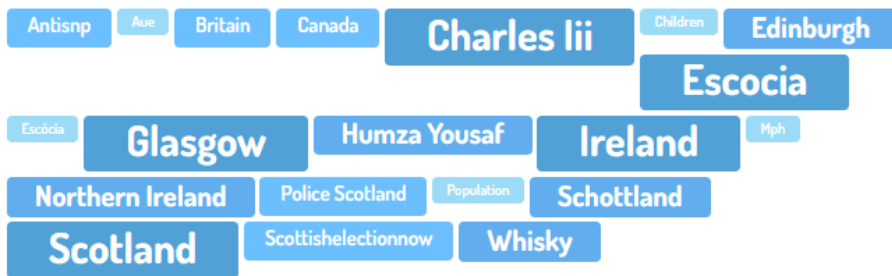 Antisnp Aue Britain Canada Charles Iii Children Edinburgh
Escocia
Escócia Glasgow Humza Yousaf Ireland Mph
Northern Ireland Police Scotland Population Schottland
Scotland Scottishelectionnow Whisky